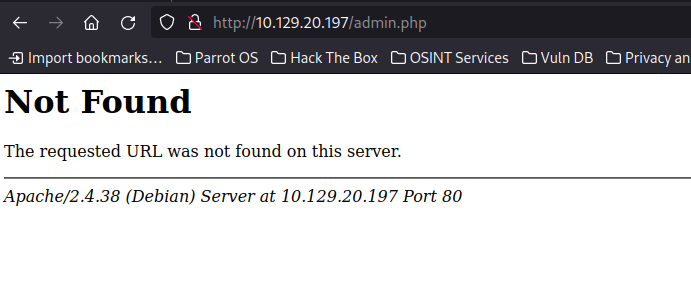 http://10.129.20.197/admin.php
Import bookmarks... Parrot OS Hack The Box OSINT Services Vuln DB Privacy an
Not Found
The requested URL was not found on this server.
Apache/2.4.38 (Debian) Server at 10.129.20.197 Port 80